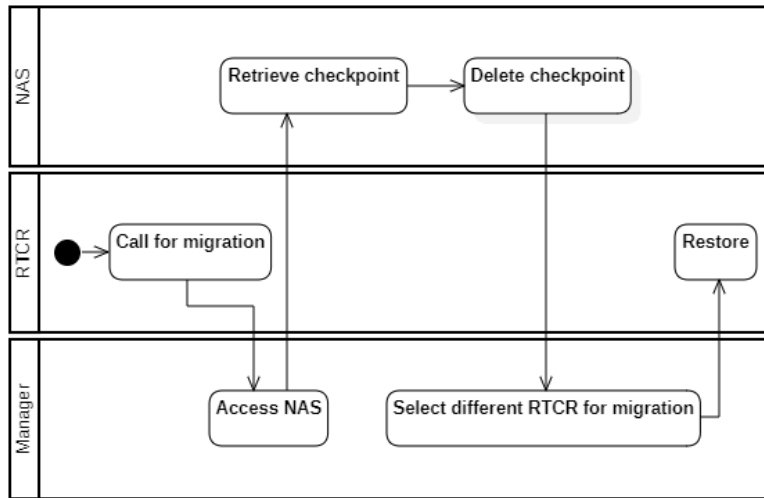 NAS
Retrieve checkpoint
Delete checkpoint
RTCR
Call for migration
Restore
Manager
Access NAS
Select different RTCR for migration